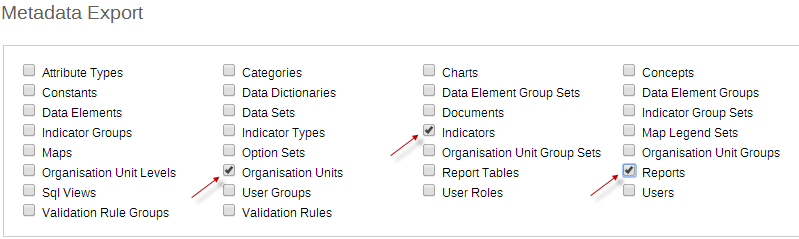 Metadata Export
Attribute Types Categories Charts Concepts
Constants Data Dictionaries Data Element Group Sets Data Element Groups
Data Elements Data Sets Documents Indicator Group Sets
Indicator Groups Indicator Types Indicators Map Legend Sets
Maps Option Sets Organisation Unit Group Sets Organisation Unit Groups
Organisation Unit Levels Organisation Units Report Tables Reports
Sql Views User Groups User Roles Users
Validation Rule Groups Validation Rules